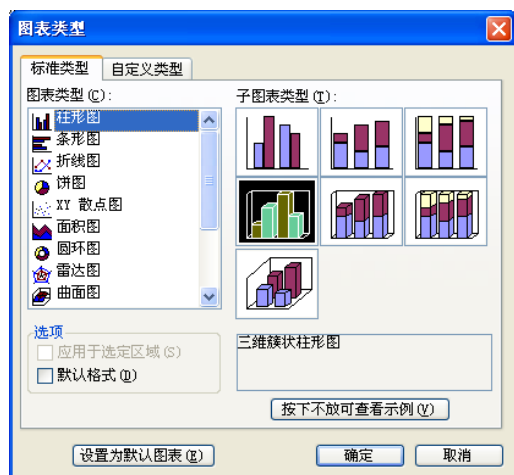 图表类型
标准类型 自定义类型
图表类型(C):
柱形图
条形图
折线图
饼图
XY 散点图
面积图
圆环图
雷达图
曲面图
子图表类型(T):
选项
应用于选定区域(S)
默认格式(D)
三维簇状柱形图
按下不放可查看示例(V)
设置为默认图表(E)
确定
取消